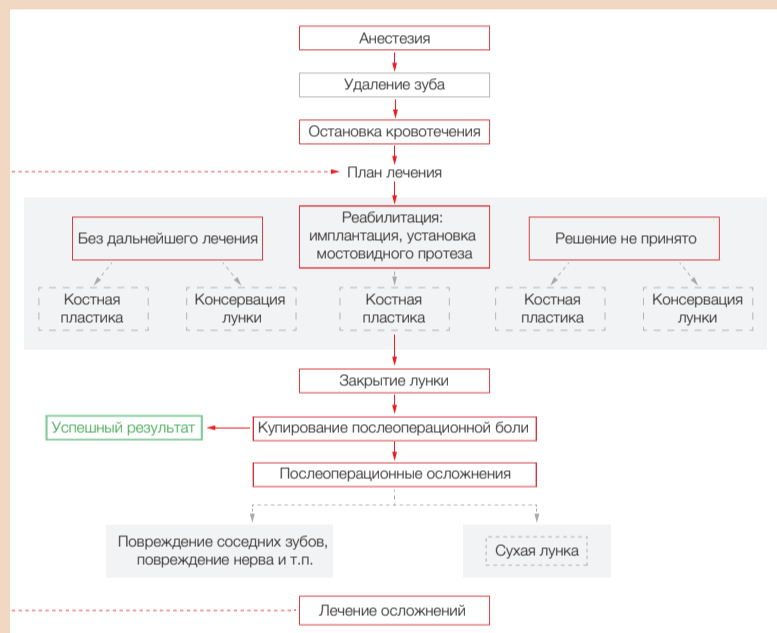 Анестезия
Удаление зуба
Остановка кровотечения
План лечения
Без дальнейшего лечения
Реабилитация:
имплантация, установка
мостовидного протеза
Решение не принято
Костная
пластика
Консервация
лунки
Костная
пластика
Костная
пластика
Консервация
лунки
Закрытие лунки
Успешный результат
Купирование послеоперационной боли
Послеоперационные осложнения
Повреждение соседних зубов,
повреждение нерва и т.п.
Сухая лунка
Лечение осложнений